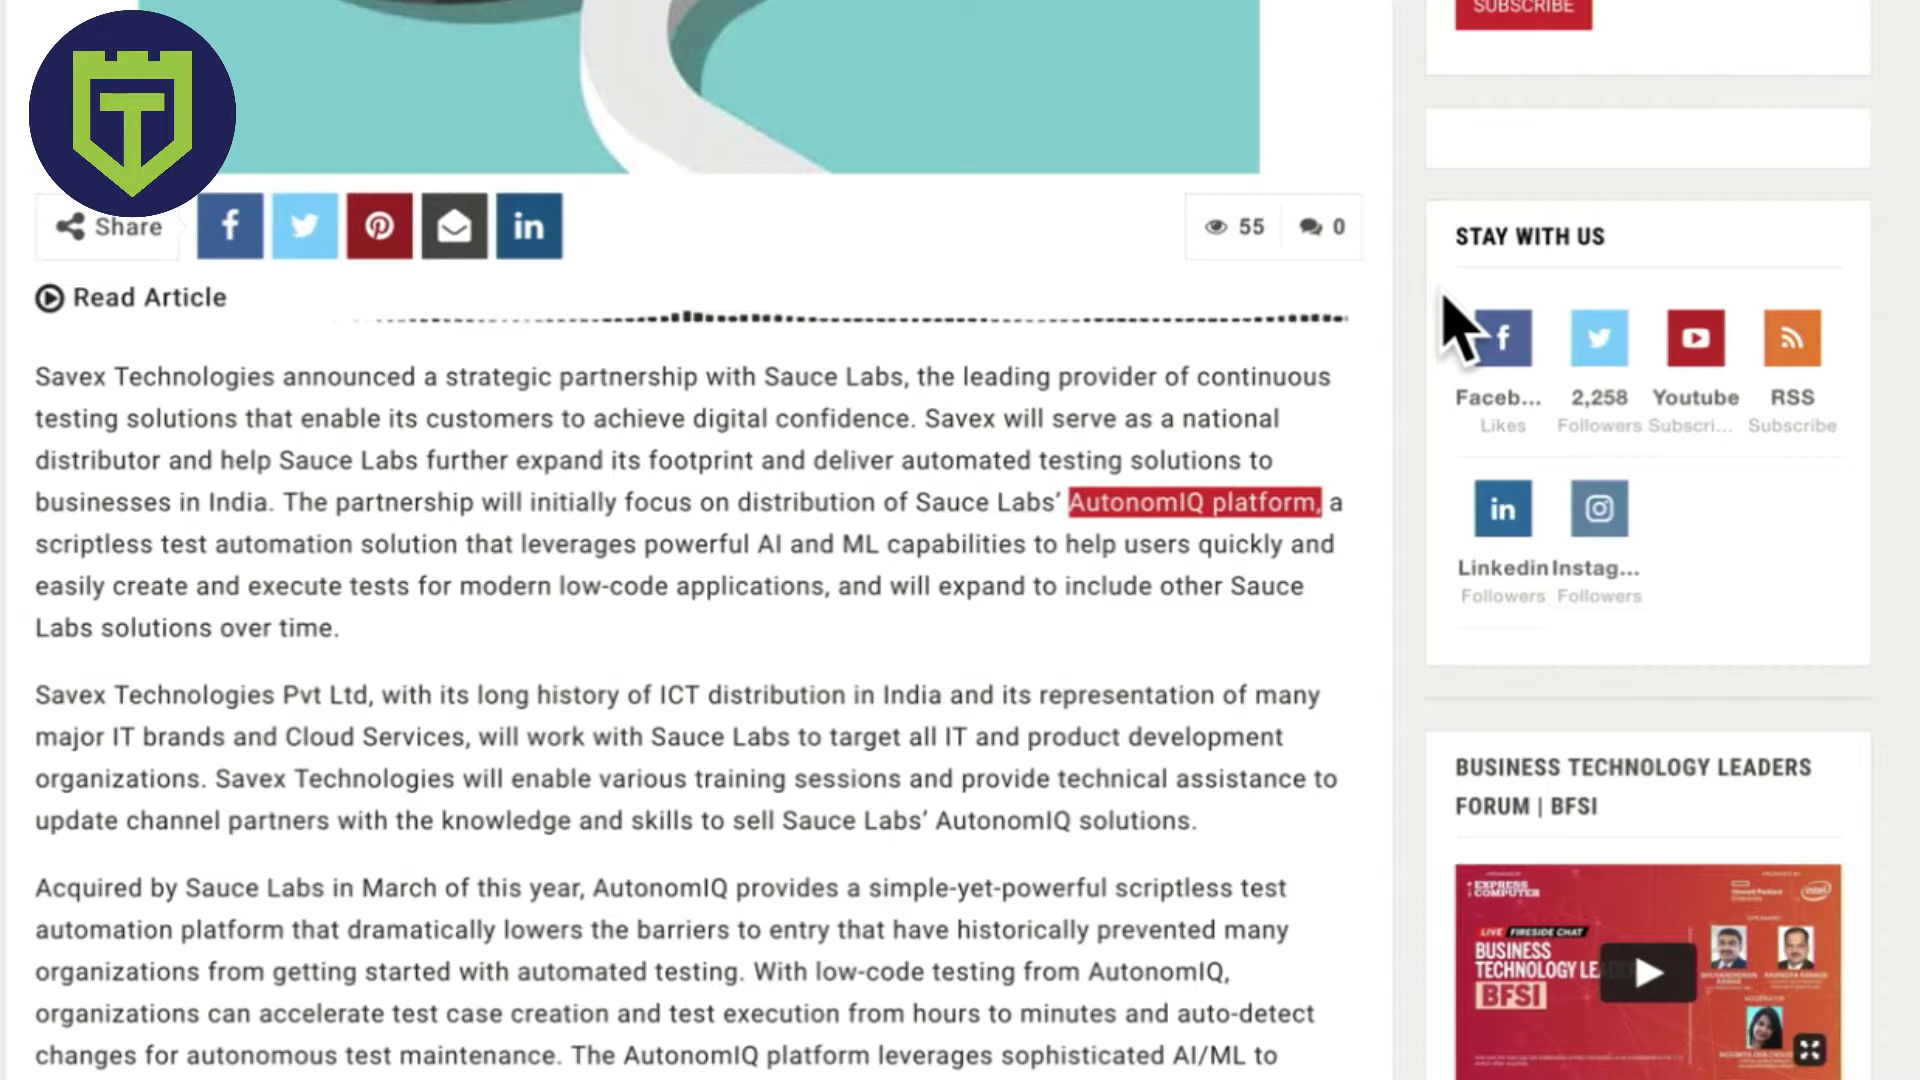 SUBSCRIBE
T
Share
55
0
Read Article
Savex Technologies announced a strategic partnership with Sauce Labs, the leading provider of continuous
testing solutions that enable its customers to achieve digital confidence. Savex will serve as a national
distributor and help Sauce Labs further expand its footprint and deliver automated testing solutions to
businesses in India. The partnership will initially focus on distribution of Sauce Labs’ AutonomIQ platform, a
scriptless test automation solution that leverages powerful AI and ML capabilities to help users quickly and
easily create and execute tests for modern low-code applications, and will expand to include other Sauce
Labs solutions over time.
Savex Technologies Pvt Ltd, with its long history of ICT distribution in India and its representation of many
major IT brands and Cloud Services, will work with Sauce Labs to target all IT and product development
organizations. Savex Technologies will enable various training sessions and provide technical assistance to
update channel partners with the knowledge and skills to sell Sauce Labs’ AutonomIQ solutions.
Acquired by Sauce Labs in March of this year, AutonomIQ provides a simple-yet-powerful scriptless test
automation platform that dramatically lowers the barriers to entry that have historically prevented many
organizations from getting started with automated testing. With low-code testing from AutonomIQ,
organizations can accelerate test case creation and test execution from hours to minutes and auto-detect
changes for autonomous test maintenance. The AutonomIQ platform leverages sophisticated AI/ML to
STAY WITH US
Faceb... 2,258 Youtube RSS
Likes Followers Subscri... Subscribe
Linkedin Instag...
Followers Followers
BUSINESS TECHNOLOGY LEADERS
FORUM | BFSI
EXPRESS
COMPUTER
intel
LIVE FIRESIDE CHAT
BUSINESS
TECHNOLOGY LEA
BFSI